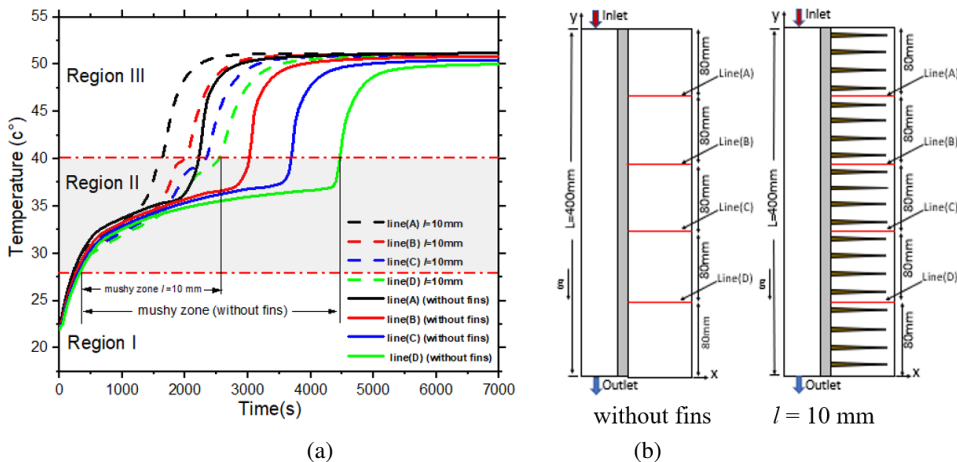 (a)
55
50
45
40
35
30
25
20
Temperature (c°)
Region III
Region II
Region I
line(A) l=10mm
line(B) l=10mm
line(C) l=10mm
line(D) l=10mm
line(A) (without fins)
line(B) (without fins)
line(C) (without fins)
line(D) (without fins)
mushy zone l=10 mm
mushy zone (without fins)
0 1000 2000 3000 4000 5000 6000 7000
Time(s)
(a)
(b)
y
Inlet
L=400mm
g
80mm
Line(A)
80mm
Line(B)
80mm
Line(C)
80mm
Line(D)
80mm
x
Outlet
without fins
y
Inlet
L=400mm
g
80mm
Line(A)
80mm
Line(B)
80mm
Line(C)
80mm
Line(D)
80mm
X
Outlet
l = 10 mm
(b)